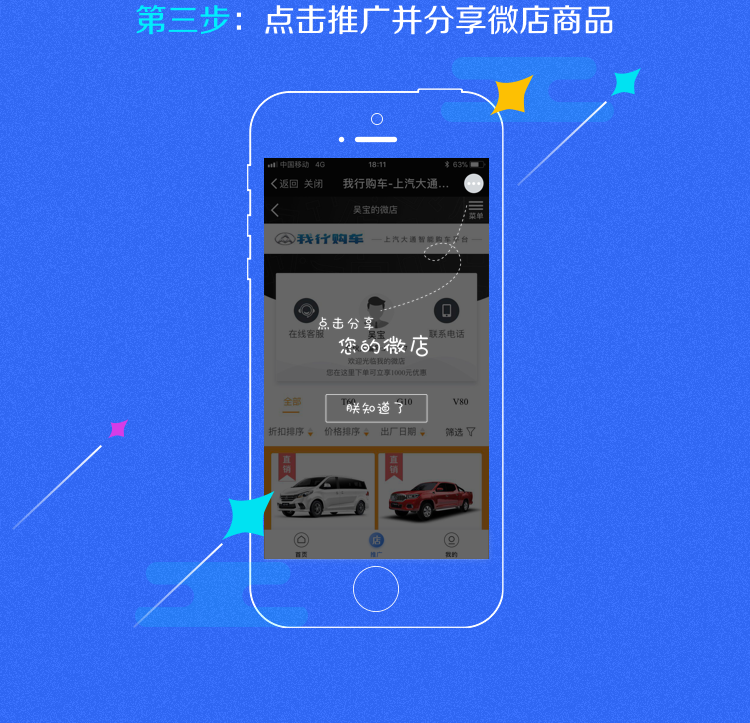 第三步：点击推广并分享微店商品
中国移动 4G 18:11 63%
返回 关闭 我行购车-上汽大通...
吴宝的微店
菜单
我行购车 上汽大通智能购车平台
点击分享
在线客服 吴宝 联系电话
您的微店
欢迎光临我的微店
您在这里下单可立享1000元优惠
全部 T60 G10 V80
朕知道了
折扣排序 价格排序 出厂日期 筛选
直销 直销
店
首页 推广 我的